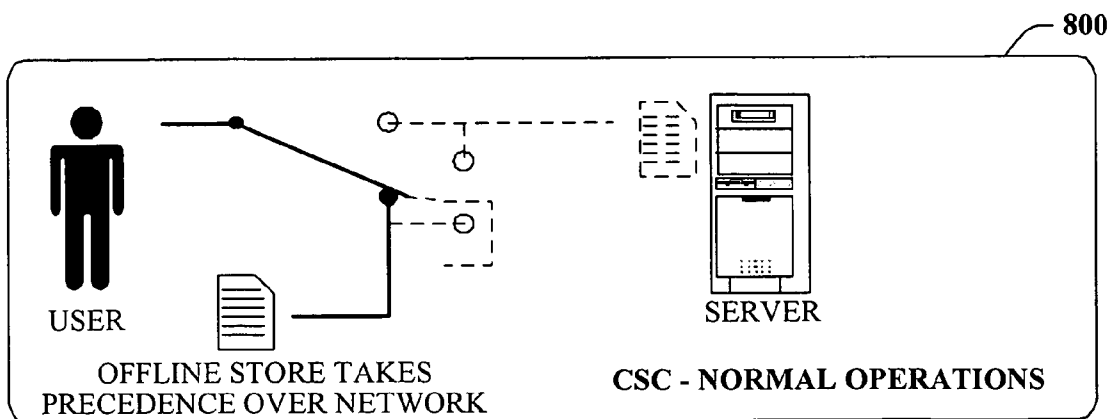 800
USER
SERVER
OFFLINE STORE TAKES
PRECEDENCE OVER NETWORK
CSC - NORMAL OPERATIONS